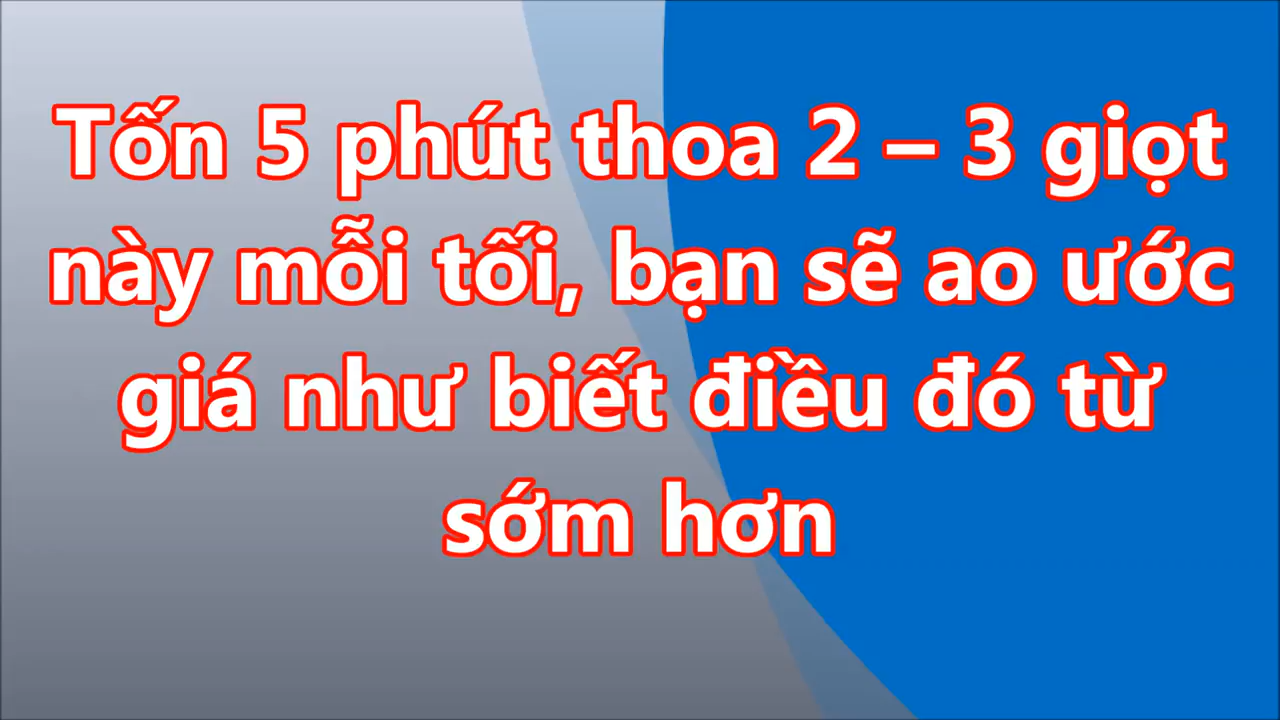 Tốn 5 phút thoa 2 – 3 giọt
này mỗi tối, bạn sẽ ao ước
giá như biết điều đó từ
sớm hơn